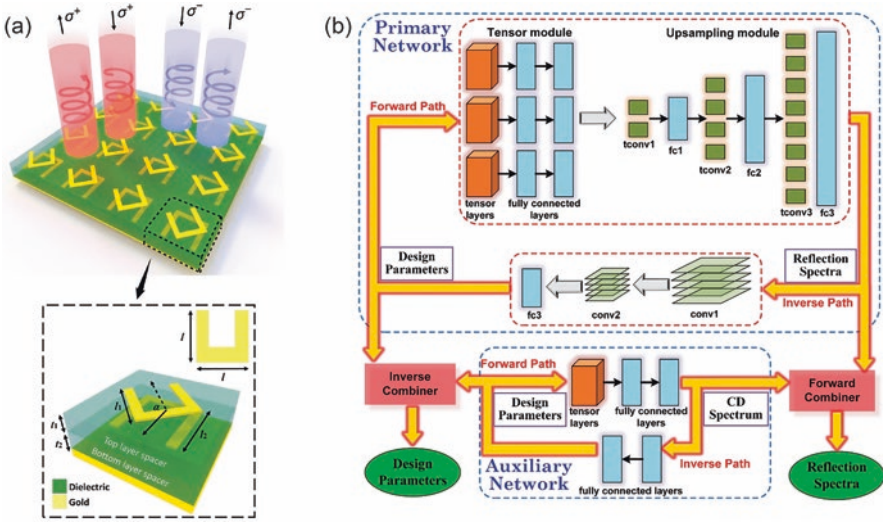 (a)
σ⁺
σ⁺
σ⁻
σ⁻
l
l
l₁
α
l₂
t₁
t₂
Top layer spacer
Bottom layer spacer
Dielectric
Gold
(b)
Primary
Network
Tensor module
Upsampling module
Forward Path
tconv1
fc1
tconv2
fc2
tconv3
fc3
tensor
layers
fully connected
layers
Design
Parameters
Reflection
Spectra
Inverse Path
fc3
conv2
conv1
Inverse
Combiner
Forward Path
Design
Parameters
tensor
layers
fully connected
layers
CD
Spectrum
Forward
Combiner
Inverse Path
Auxiliary
Network
fully connected layers
Design
Parameters
Reflection
Spectra